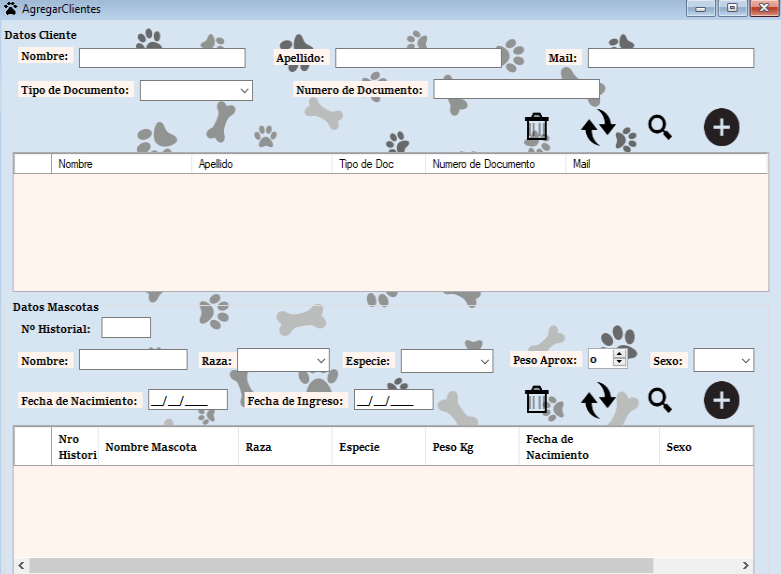 AgregarClientes
Datos Cliente
Nombre: Apellido: Mail:
Tipo de Documento: Numero de Documento:
Nombre Apellido Tipo de Doc Numero de Documento Mail
Datos Mascotas
Nº Historial:
Nombre: Raza: Especie: Peso Aprox: 0 Sexo:
Fecha de Nacimiento: __/__/____ Fecha de Ingreso: __/__/____
Nro Histori Nombre Mascota Raza Especie Peso Kg Fecha de Nacimiento Sexo